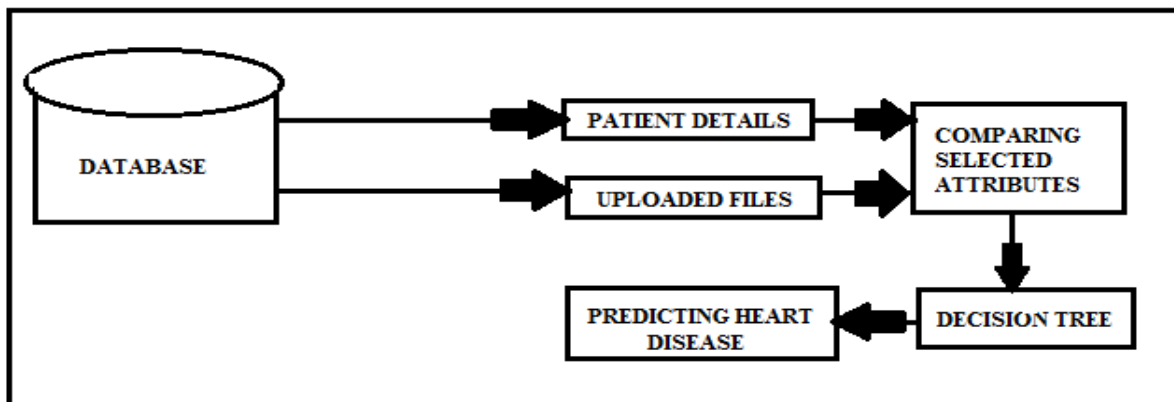 DATABASE
PATIENT DETAILS
UPLOADED FILES
COMPARING
SELECTED
ATTRIBUTES
DECISION TREE
PREDICTING HEART
DISEASE